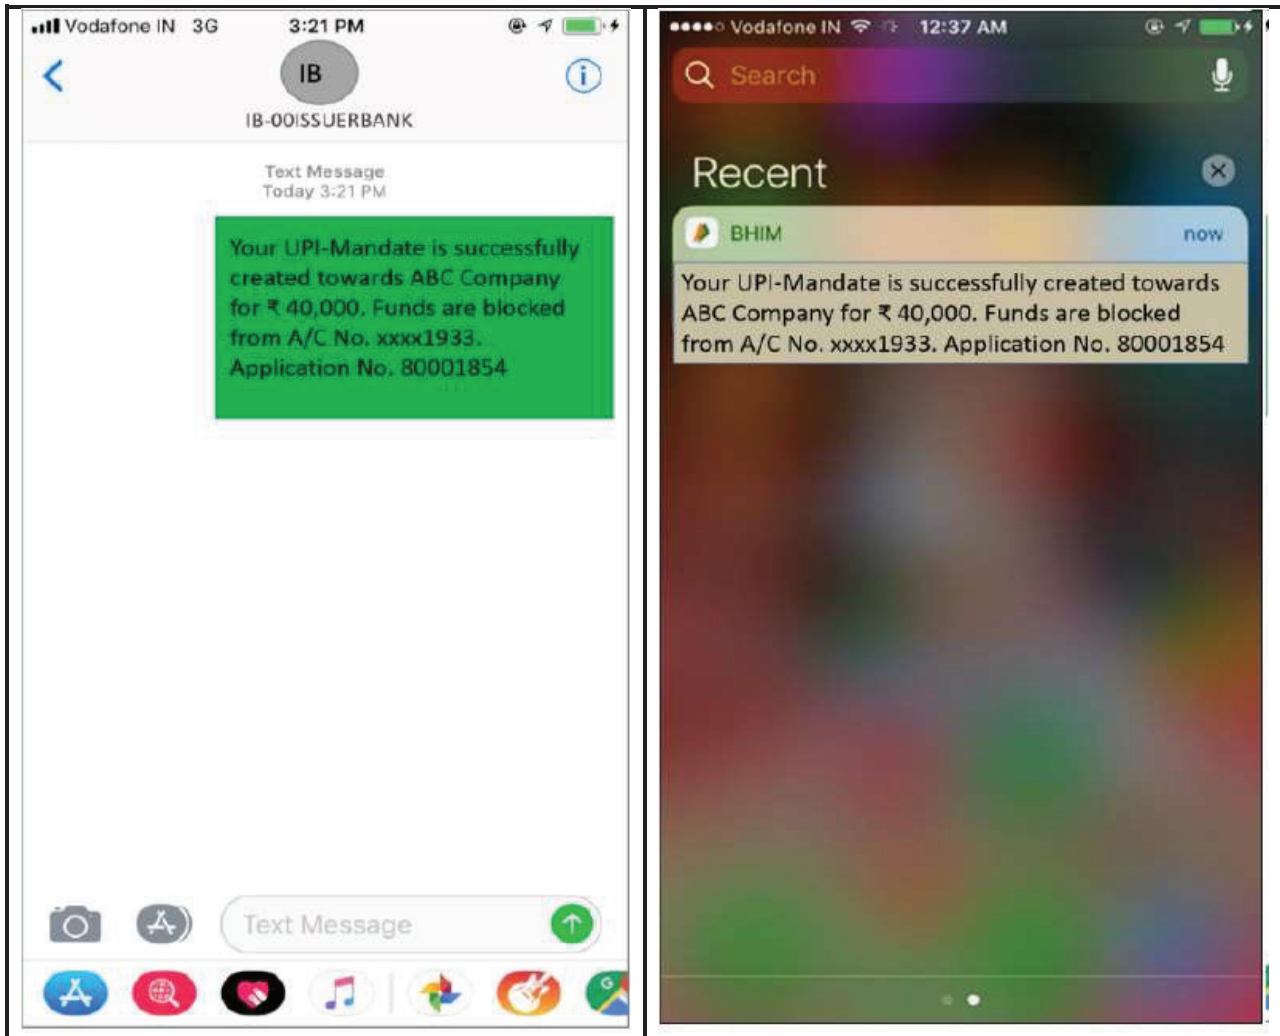 Vodafone IN 3G 3:21 PM
IB
IB-00ISSUERBANK
Text Message
Today 3:21 PM
Your UPI-Mandate is successfully
created towards ABC Company
for ₹ 40,000. Funds are blocked
from A/C No. xxxx1933.
Application No. 80001854
Text Message
Vodafone IN 12:37 AM
Search
Recent
BHIM now
Your UPI-Mandate is successfully created towards
ABC Company for ₹ 40,000. Funds are blocked
from A/C No. xxxx1933. Application No. 80001854